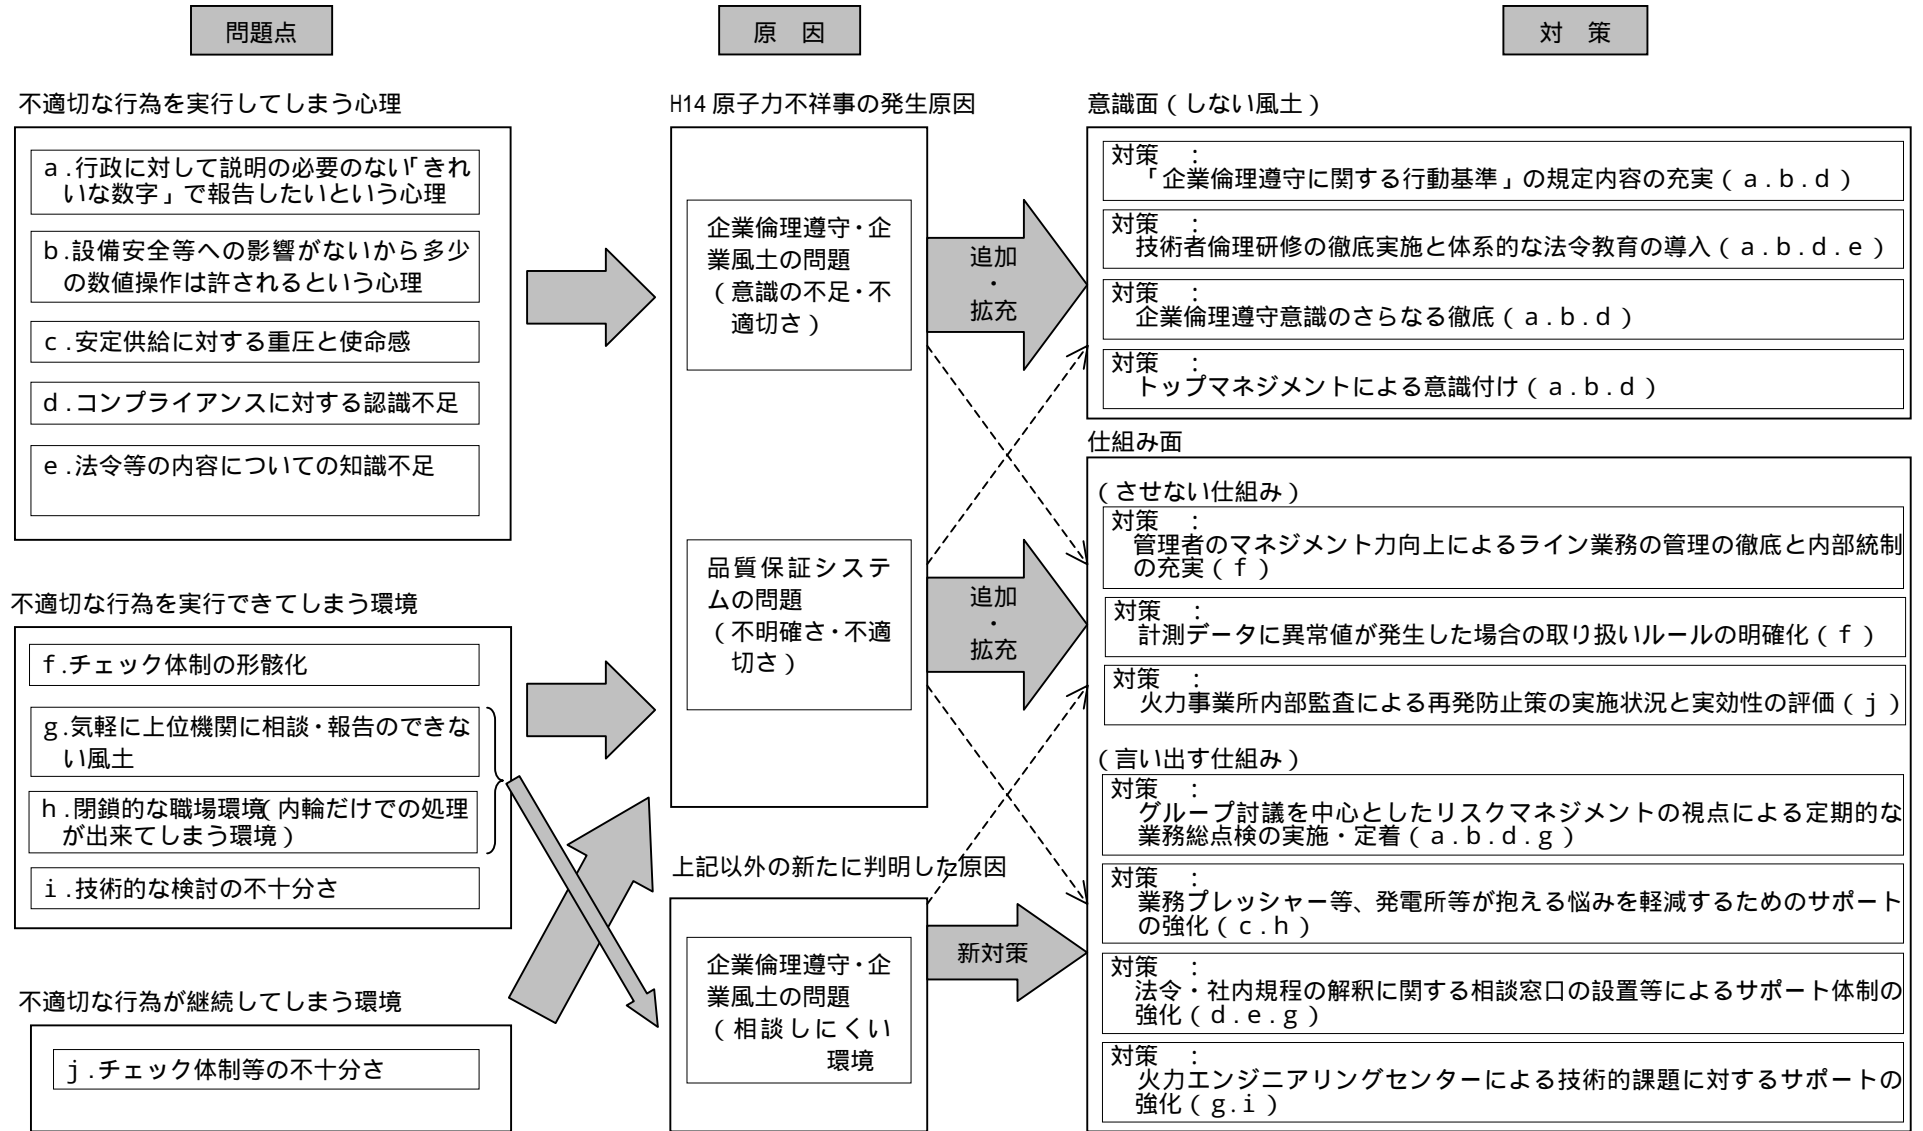 問題点
原　因
対　策
不適切な行為を実行してしまう心理
a.行政に対して説明の必要のない「きれ
いな数字」で報告したいという心理
b.設備安全等への影響がないから多少
の数値操作は許されるという心理
c.安定供給に対する重圧と使命感
d.コンプライアンスに対する認識不足
e.法令等の内容についての知識不足
不適切な行為を実行できてしまう環境
f.チェック体制の形骸化
g.気軽に上位機関に相談・報告のできな
い風土
h.閉鎖的な職場環境(内輪だけでの処理
が出来てしまう環境)
i.技術的な検討の不十分さ
不適切な行為が継続してしまう環境
j.チェック体制等の不十分さ
H14原子力不祥事の発生原因
企業倫理遵守・企
業風土の問題
(意識の不足・不
適切さ)
品質保証システ
ムの問題
(不明確さ・不適
切さ)
上記以外の新たに判明した原因
企業倫理遵守・企
業風土の問題
(相談しにくい
環境
追加
・
拡充
追加
・
拡充
新対策
意識面(しない風土)
対策　:
「企業倫理遵守に関する行動基準」の規定内容の充実(a.b.d)
対策　:
技術者倫理研修の徹底実施と体系的な法令教育の導入(a.b.d.e)
対策　:
企業倫理遵守意識のさらなる徹底(a.b.d)
対策　:
トップマネジメントによる意識付け(a.b.d)
仕組み面
(させない仕組み)
対策　:
管理者のマネジメント力向上によるライン業務の管理の徹底と内部統制
の充実(f)
対策　:
計測データに異常値が発生した場合の取り扱いルールの明確化(f)
対策　:
火力事業所内部監査による再発防止策の実施状況と実効性の評価(j)
(言い出す仕組み)
対策　:
グループ討議を中心としたリスクマネジメントの視点による定期的な
業務総点検の実施・定着(a.b.d.g)
対策　:
業務プレッシャー等、発電所等が抱える悩みを軽減するためのサポート
の強化(c.h)
対策　:
法令・社内規程の解釈に関する相談窓口の設置等によるサポート体制の
強化(d.e.g)
対策　:
火力エンジニアリングセンターによる技術的課題に対するサポートの
強化(g.i)